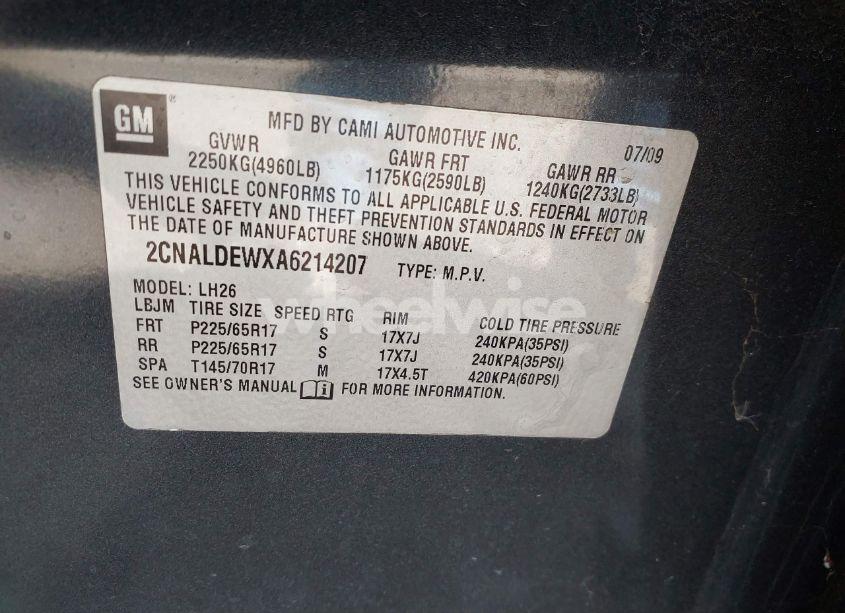 GM ®
MFD BY CAMI AUTOMOTIVE INC. 07/09
GVWR GAWR FRT GAWR RR
2250KG(4960LB) 1175KG(2590LB) 1240KG(2733LB)
THIS VEHICLE CONFORMS TO ALL APPLICABLE U.S. FEDERAL MOTOR
VEHICLE SAFETY AND THEFT PREVENTION STANDARDS IN EFFECT ON
THE DATE OF MANUFACTURE SHOWN ABOVE.
2CNALDEWXA6214207 TYPE: M.P.V.
MODEL: LH26
LBJM TIRE SIZE SPEED RTG RIM COLD TIRE PRESSURE
FRT P225/65R17 S 17X7J 240KPA(35PSI)
RR P225/65R17 S 17X7J 240KPA(35PSI)
SPA T145/70R17 M 17X4.5T 420KPA(60PSI)
SEE OWNER'S MANUAL i FOR MORE INFORMATION.
wheelwise